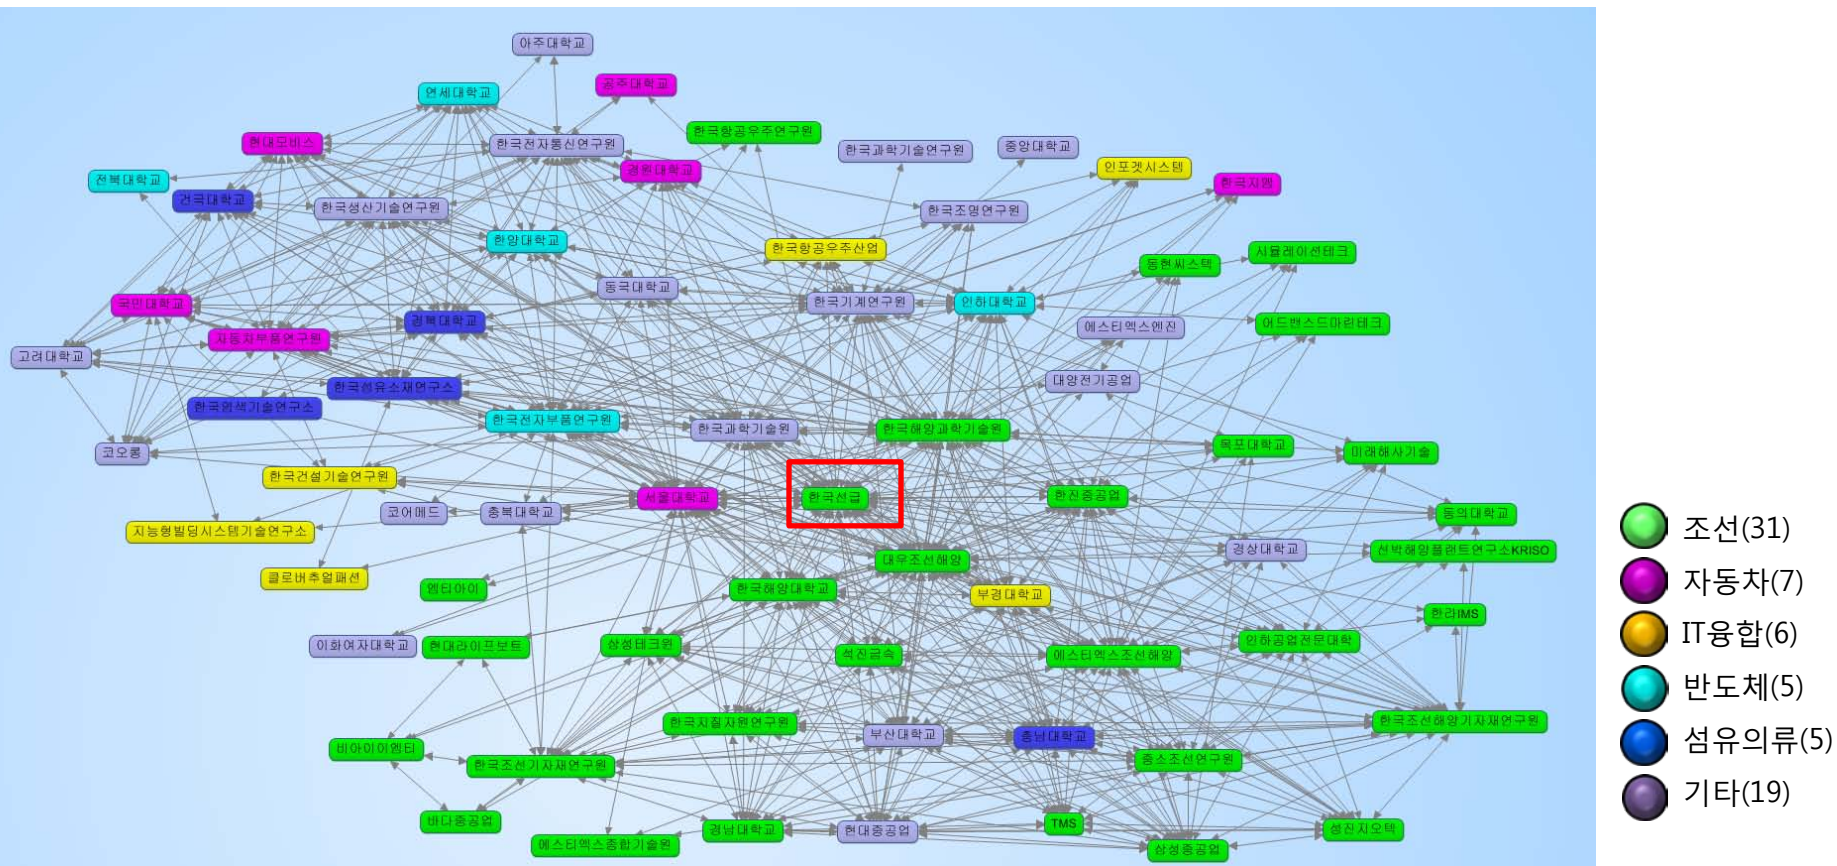 아주대학교
공주대학교
연세대학교
한국항공우주연구원
현대모비스
한국전자통신연구원
한국과학기술연구원
중앙대학교
경원대학교
인포겟시스템
전북대학교
한국지엠
건국대학교
한국생산기술연구원
한국조명연구원
한양대학교
한국항공우주산업
시뮬레이션테크
동현씨스택
동국대학교
국민대학교
한국기계연구원
인하대학교
경북대학교
에스티엑스엔진
어드밴스드마린테크
자동차부품연구원
고려대학교
대양전기공업
한국섬유소재연구소
한국염색기술연구소
한국전자부품연구원
한국과학기술원
한국해양과학기술원
목포대학교
미래해사기술
코오롱
한국건설기술연구원
서울대학교
한국선급
한진중공업
코어메드
충북대학교
동의대학교
지능형빌딩시스템기술연구소
경상대학교
선박해양플랜트연구소KRISO
대우조선해양
클로버추얼패션
엠티아이
한국해양대학교
부경대학교
한라IMS
이화여자대학교
현대라이프보트
삼성테크윈
석진금속
에스티엑스조선해양
인하공업전문대학
한국지질자원연구원
부산대학교
충남대학교
한국조선해양기자재연구원
비아이이엠티
한국조선기자재연구원
중소조선연구원
바다중공업
에스티엑스종합기술원
경남대학교
현대중공업
TMS
삼성중공업
성진지오텍
조선(31)
자동차(7)
IT융합(6)
반도체(5)
섬유의류(5)
기타(19)